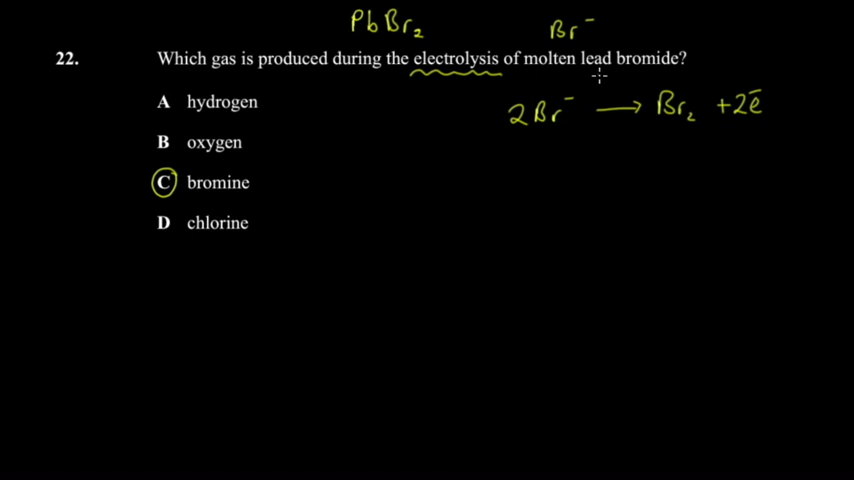 PbBr₂ Br⁻
22. Which gas is produced during the electrolysis of molten lead bromide?
A hydrogen
2Br⁻ → Br₂ + 2e⁻
B oxygen
C bromine
D chlorine